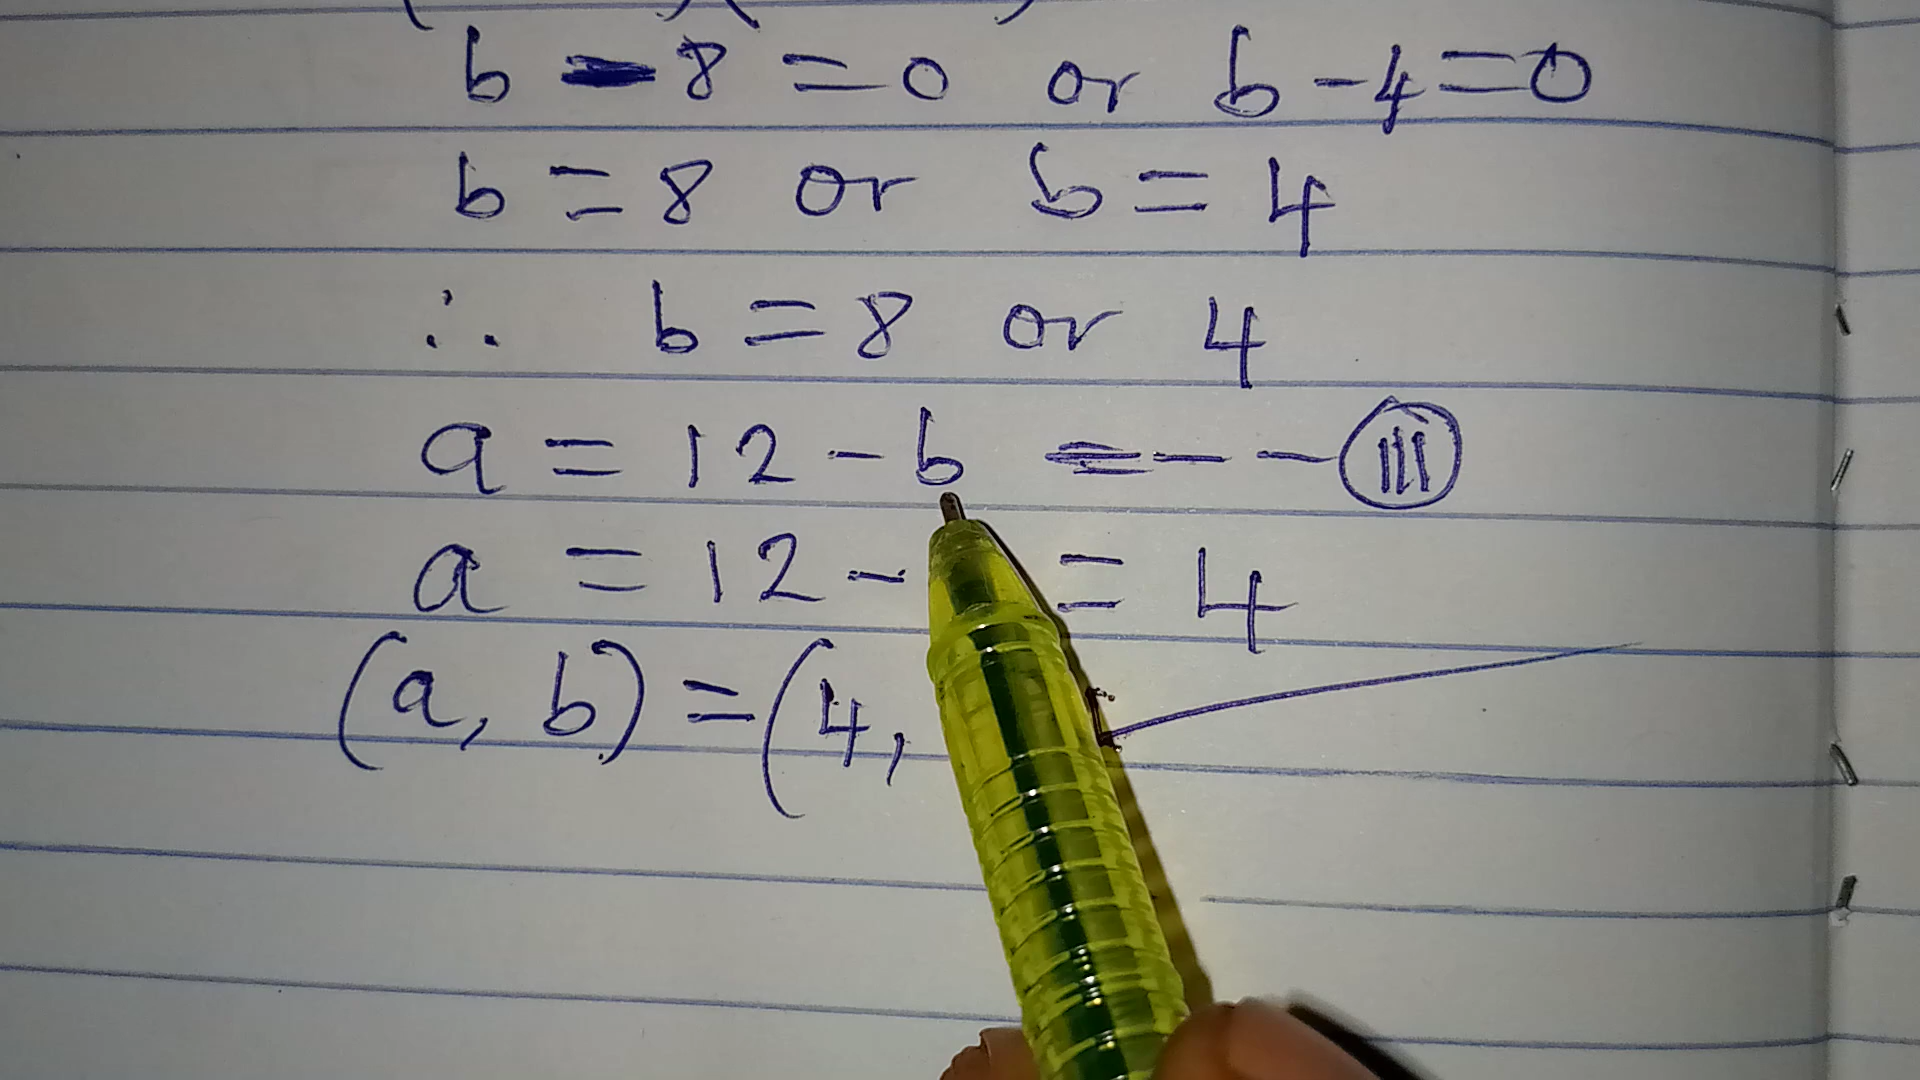 b - 8 = 0 or b - 4 = 0
b = 8 or b = 4
∴ b = 8 or 4
a = 12 - b - - - (III)
a = 12 - = 4
(a, b) = (4,